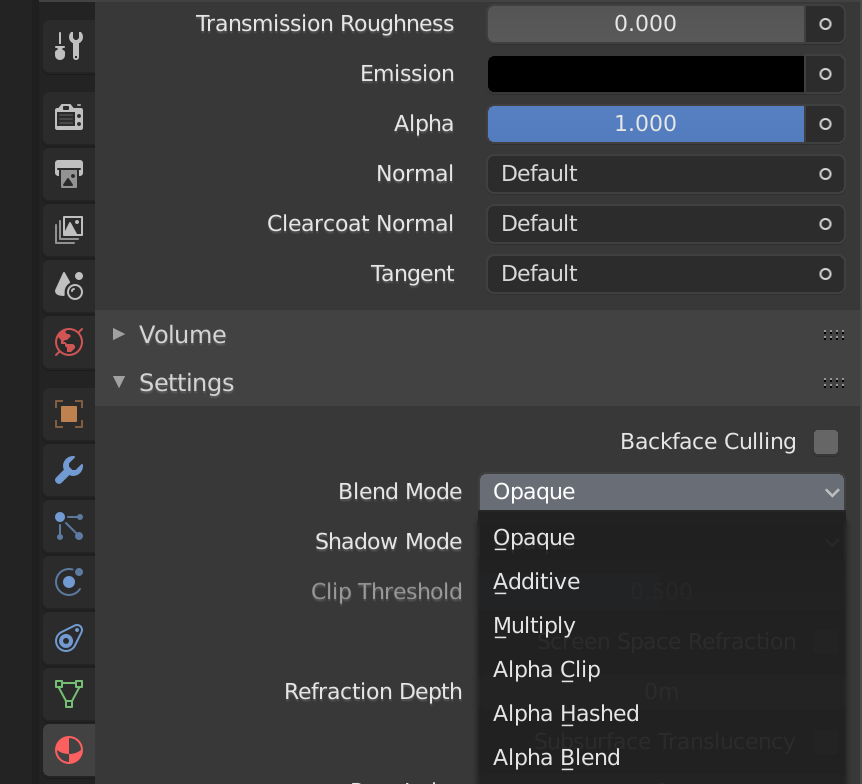 Transmission Roughness 0.000
Emission
Alpha 1.000
Normal Default
Clearcoat Normal Default
Tangent Default
Volume
Settings
Backface Culling
Blend Mode Opaque
Shadow Mode Opaque
Clip Threshold Additive 0.500
Multiply
Screen Space Refraction
Alpha Clip
Refraction Depth 0m
Alpha Hashed
Subsurface Translucency
Alpha Blend